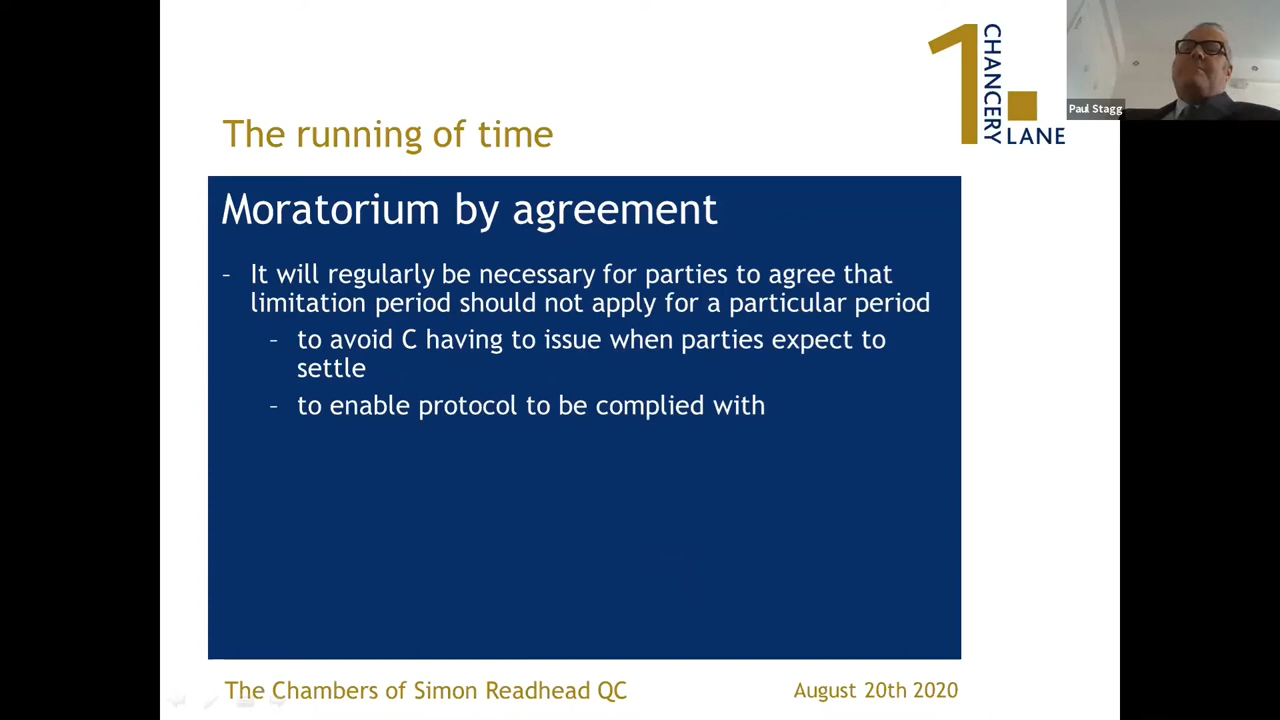 1 CHANCERY LANE
Paul Stagg
The running of time
Moratorium by agreement
- It will regularly be necessary for parties to agree that
limitation period should not apply for a particular period
- to avoid C having to issue when parties expect to
settle
- to enable protocol to be complied with
The Chambers of Simon Readhead QC
August 20th 2020